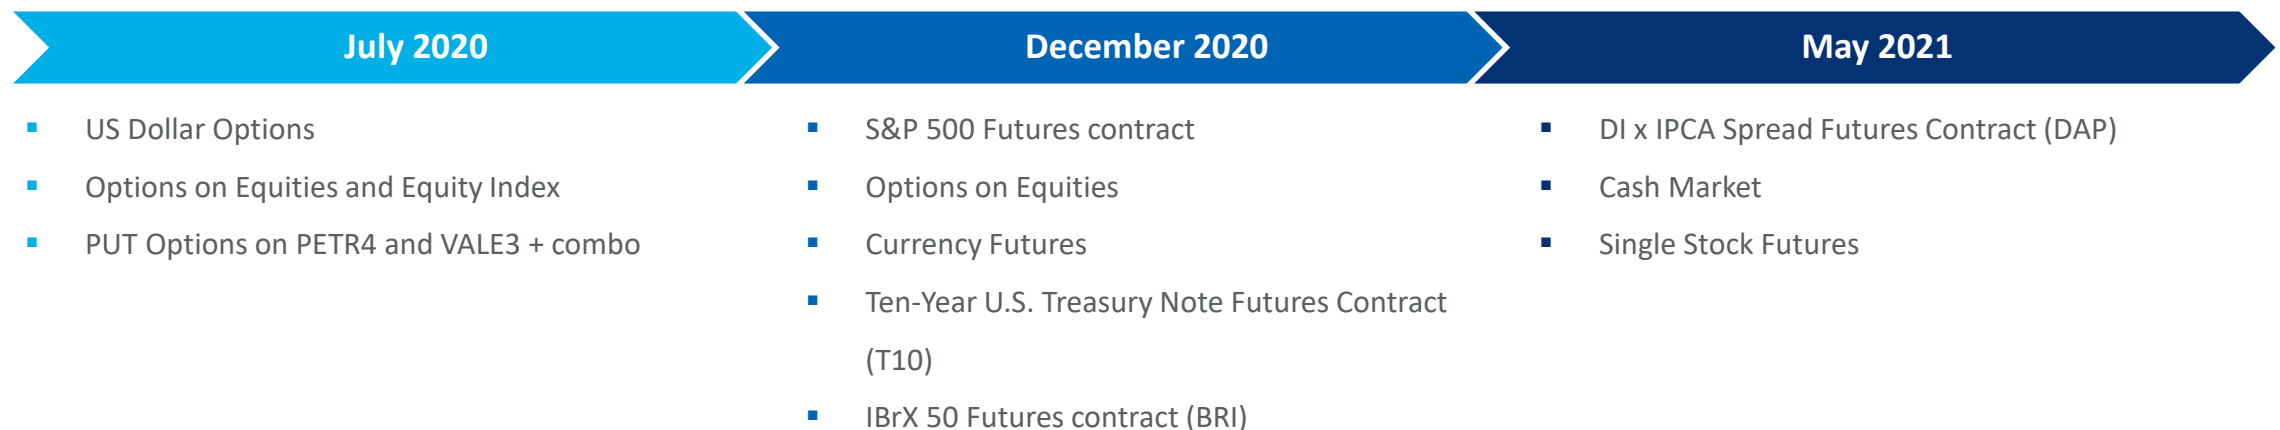 July 2020
US Dollar Options
Options on Equities and Equity Index
PUT Options on PETR4 and VALE3 + combo
December 2020
S&P 500 Futures contract
Options on Equities
Currency Futures
Ten-Year U.S. Treasury Note Futures Contract
(T10)
IBrX 50 Futures contract (BRI)
May 2021
DI x IPCA Spread Futures Contract (DAP)
Cash Market
Single Stock Futures